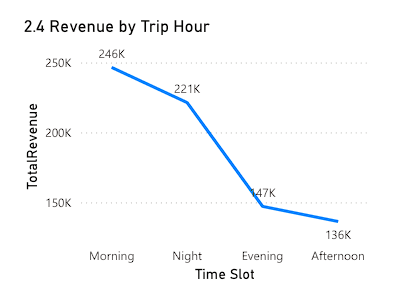 2.4 Revenue by Trip Hour
246K
250K
221K
200K
147K
150K
136K
TotalRevenue
Morning Night Evening Afternoon
Time Slot